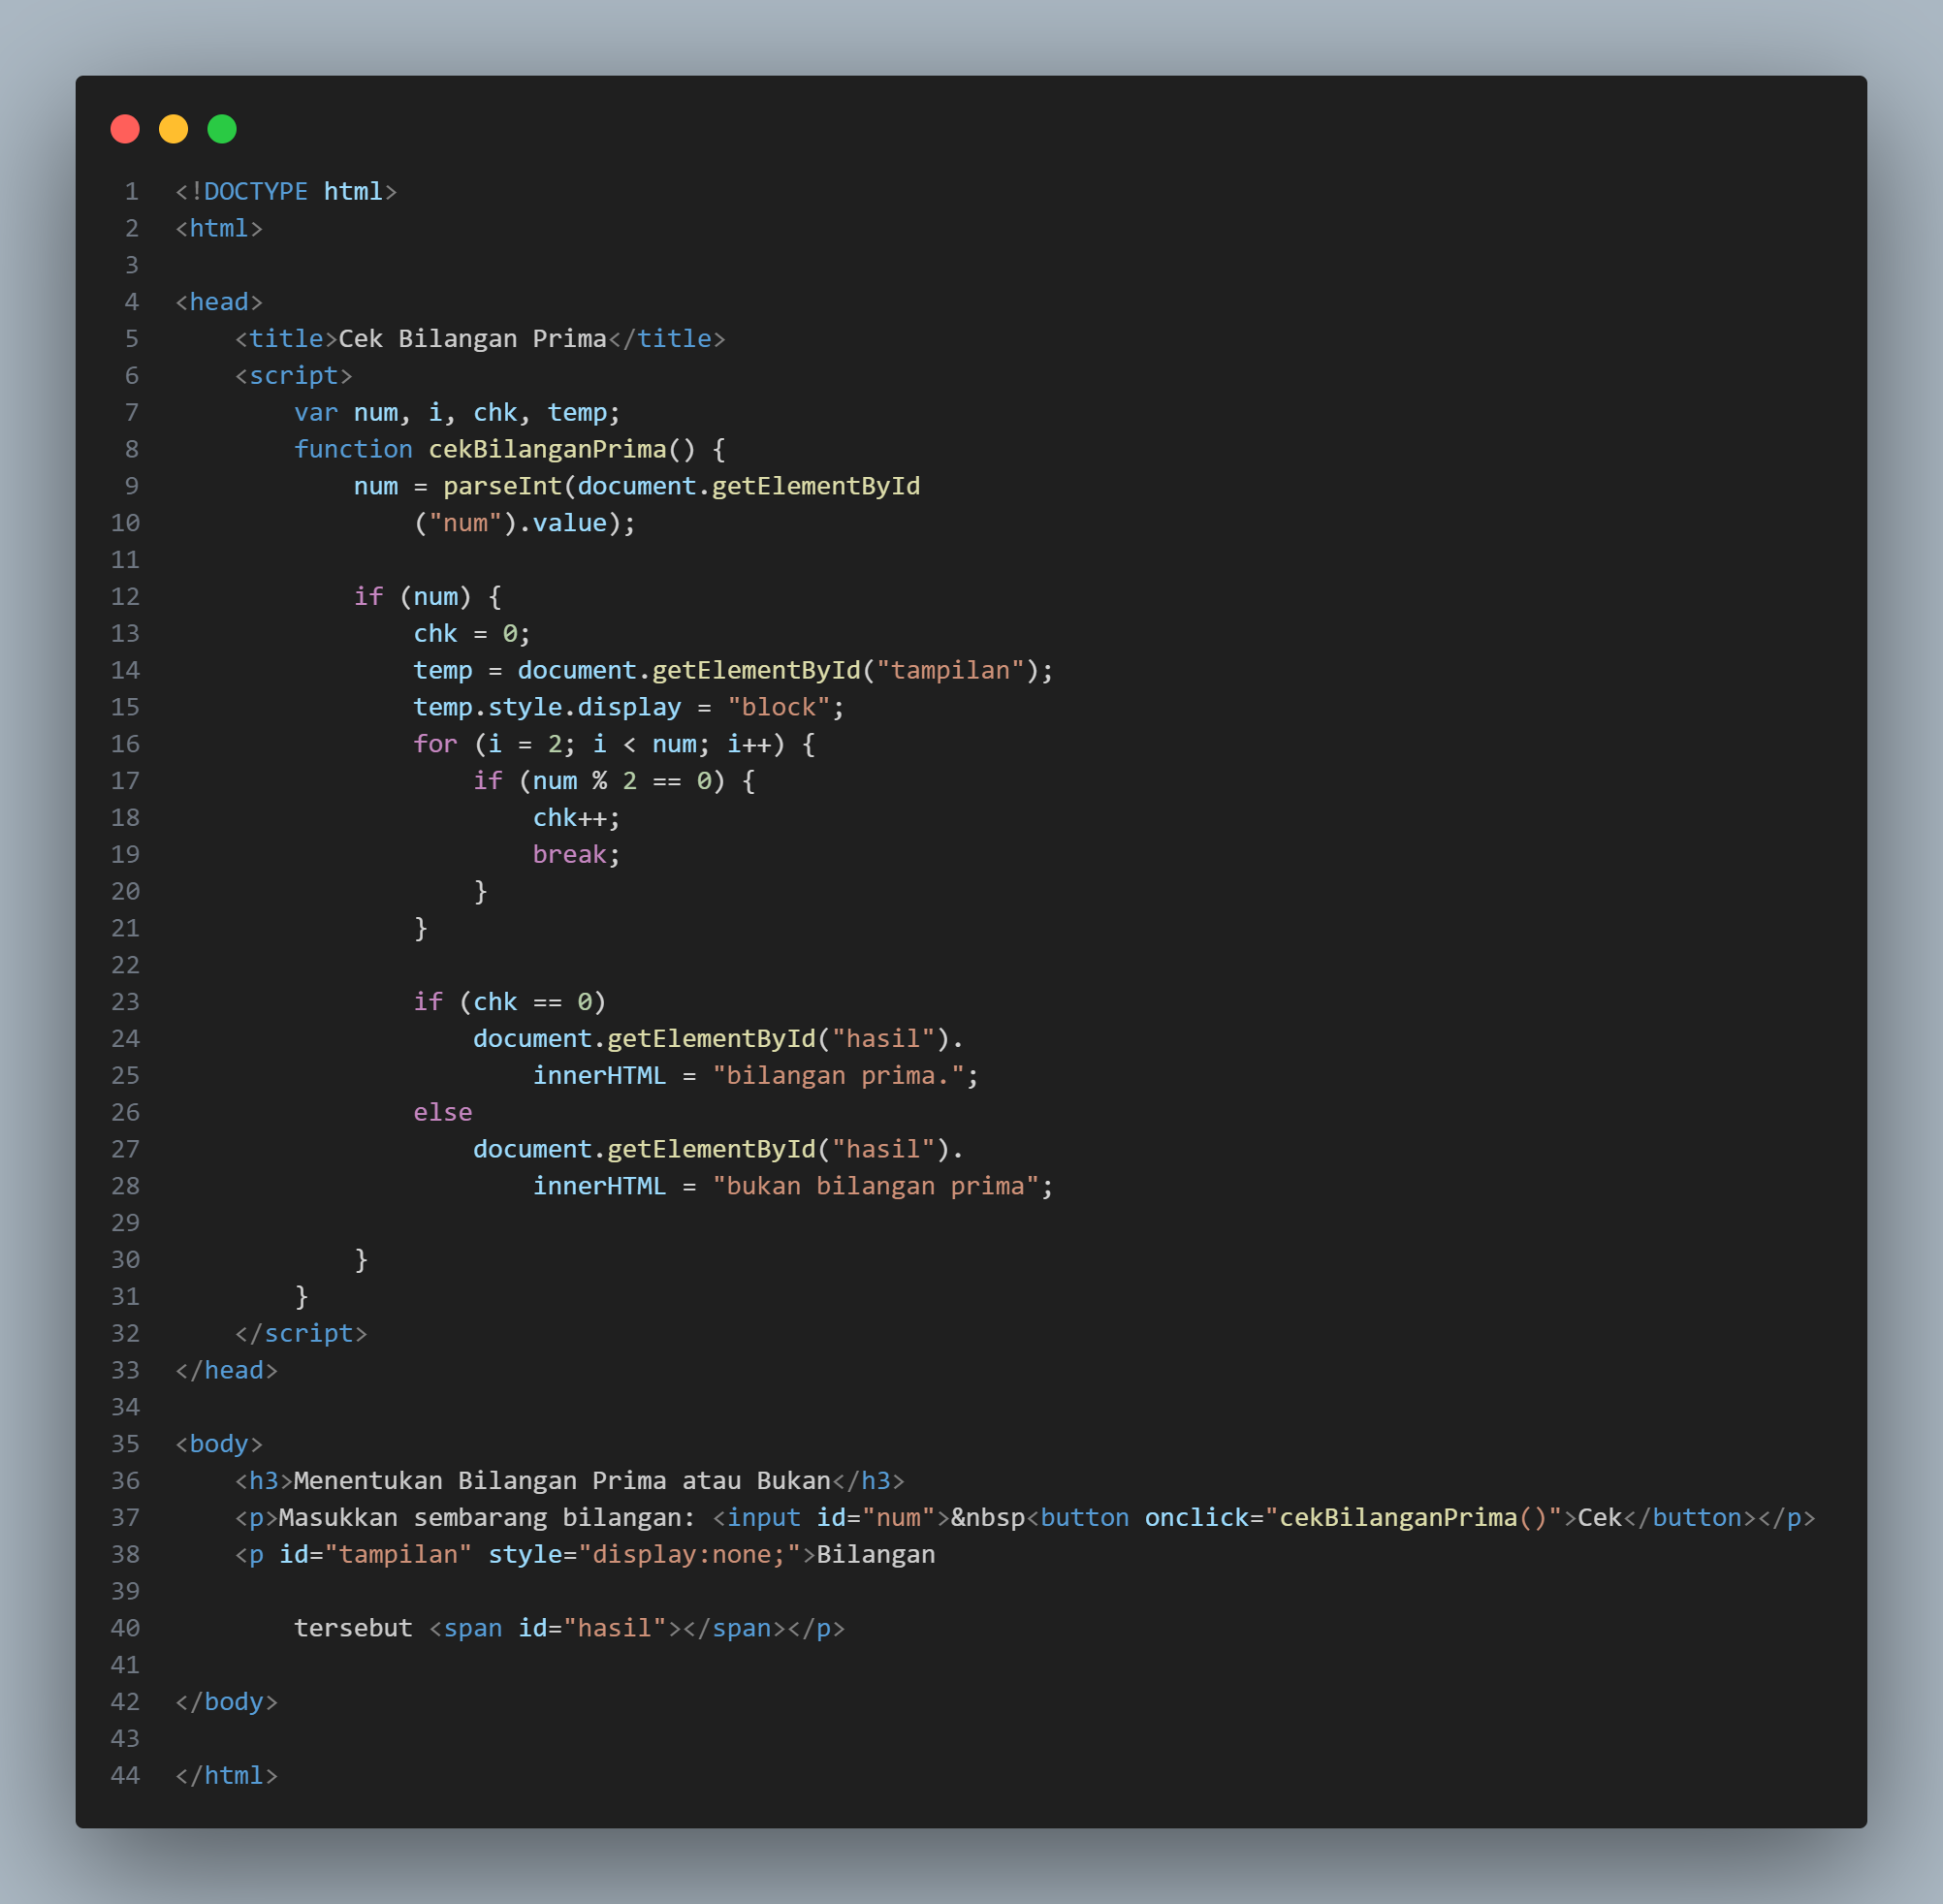 1 <!DOCTYPE html>
2 <html>
3
4 <head>
5     <title>Cek Bilangan Prima</title>
6     <script>
7         var num, i, chk, temp;
8         function cekBilanganPrima() {
9             num = parseInt(document.getElementById
10                 ("num").value);
11
12             if (num) {
13                 chk = 0;
14                 temp = document.getElementById("tampilan");
15                 temp.style.display = "block";
16                 for (i = 2; i < num; i++) {
17                     if (num % 2 == 0) {
18                         chk++;
19                         break;
20                     }
21                 }
22
23                 if (chk == 0)
24                     document.getElementById("hasil").
25                         innerHTML = "bilangan prima.";
26                 else
27                     document.getElementById("hasil").
28                         innerHTML = "bukan bilangan prima";
29
30             }
31         }
32     </script>
33 </head>
34
35 <body>
36     <h3>Menentukan Bilangan Prima atau Bukan</h3>
37     <p>Masukkan sembarang bilangan: <input id="num">&nbsp<button onclick="cekBilanganPrima()">Cek</button></p>
38     <p id="tampilan" style="display:none;">Bilangan
39
40         tersebut <span id="hasil"></span></p>
41
42 </body>
43
44 </html>